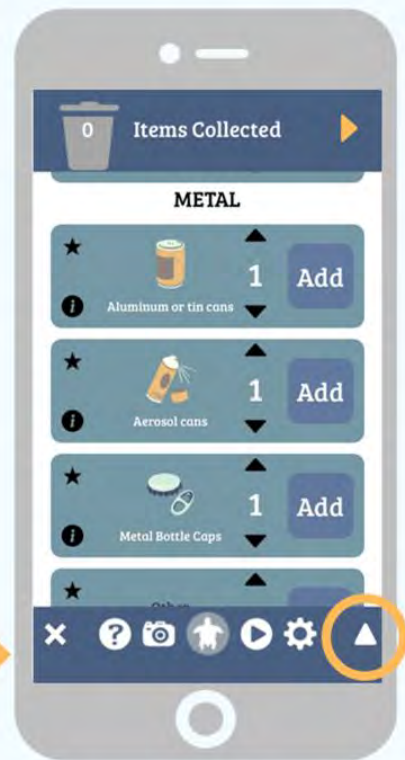 0 Items Collected
METAL
1 Add
Aluminum or tin cans
1 Add
Aerosol cans
1 Add
Metal Bottle Caps